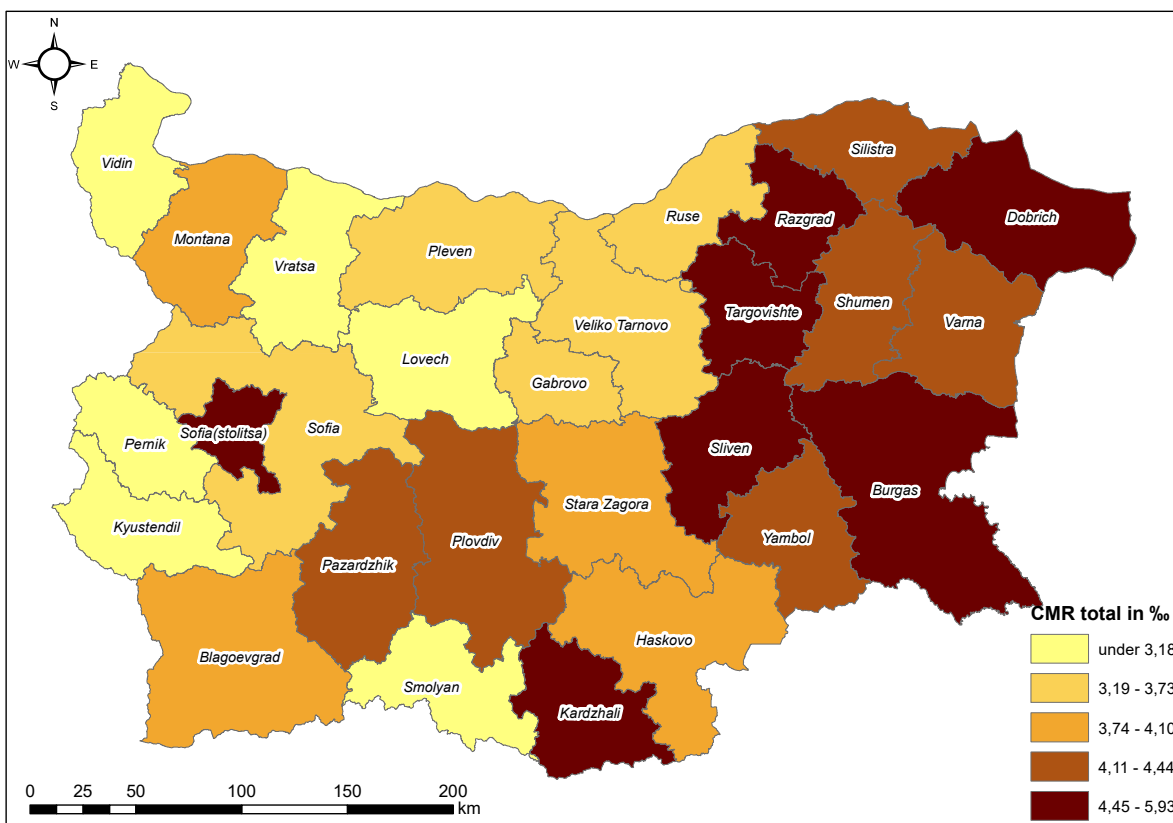 N
W E
S
Vidin
Montana
Vratsa
Pleven
Ruse
Silistra
Razgrad
Dobrich
Targovishte
Shumen
Varna
Veliko Tarnovo
Lovech
Gabrovo
Pernik
Sofia(stolitsa)
Sofia
Sliven
Burgas
Kyustendil
Stara Zagora
Plovdiv
Yambol
Pazardzhik
Haskovo
Blagoevgrad
Smolyan
Kardzhali
CMR total in ‰
under 3,18
3,19 - 3,73
3,74 - 4,10
4,11 - 4,44
4,45 - 5,93
0 50 100 150 200
km